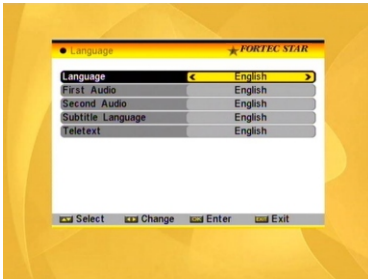 Language
FORTEC STAR
Language English
First Audio English
Second Audio English
Subtitle Language English
Teletext English
Select Change Enter Exit